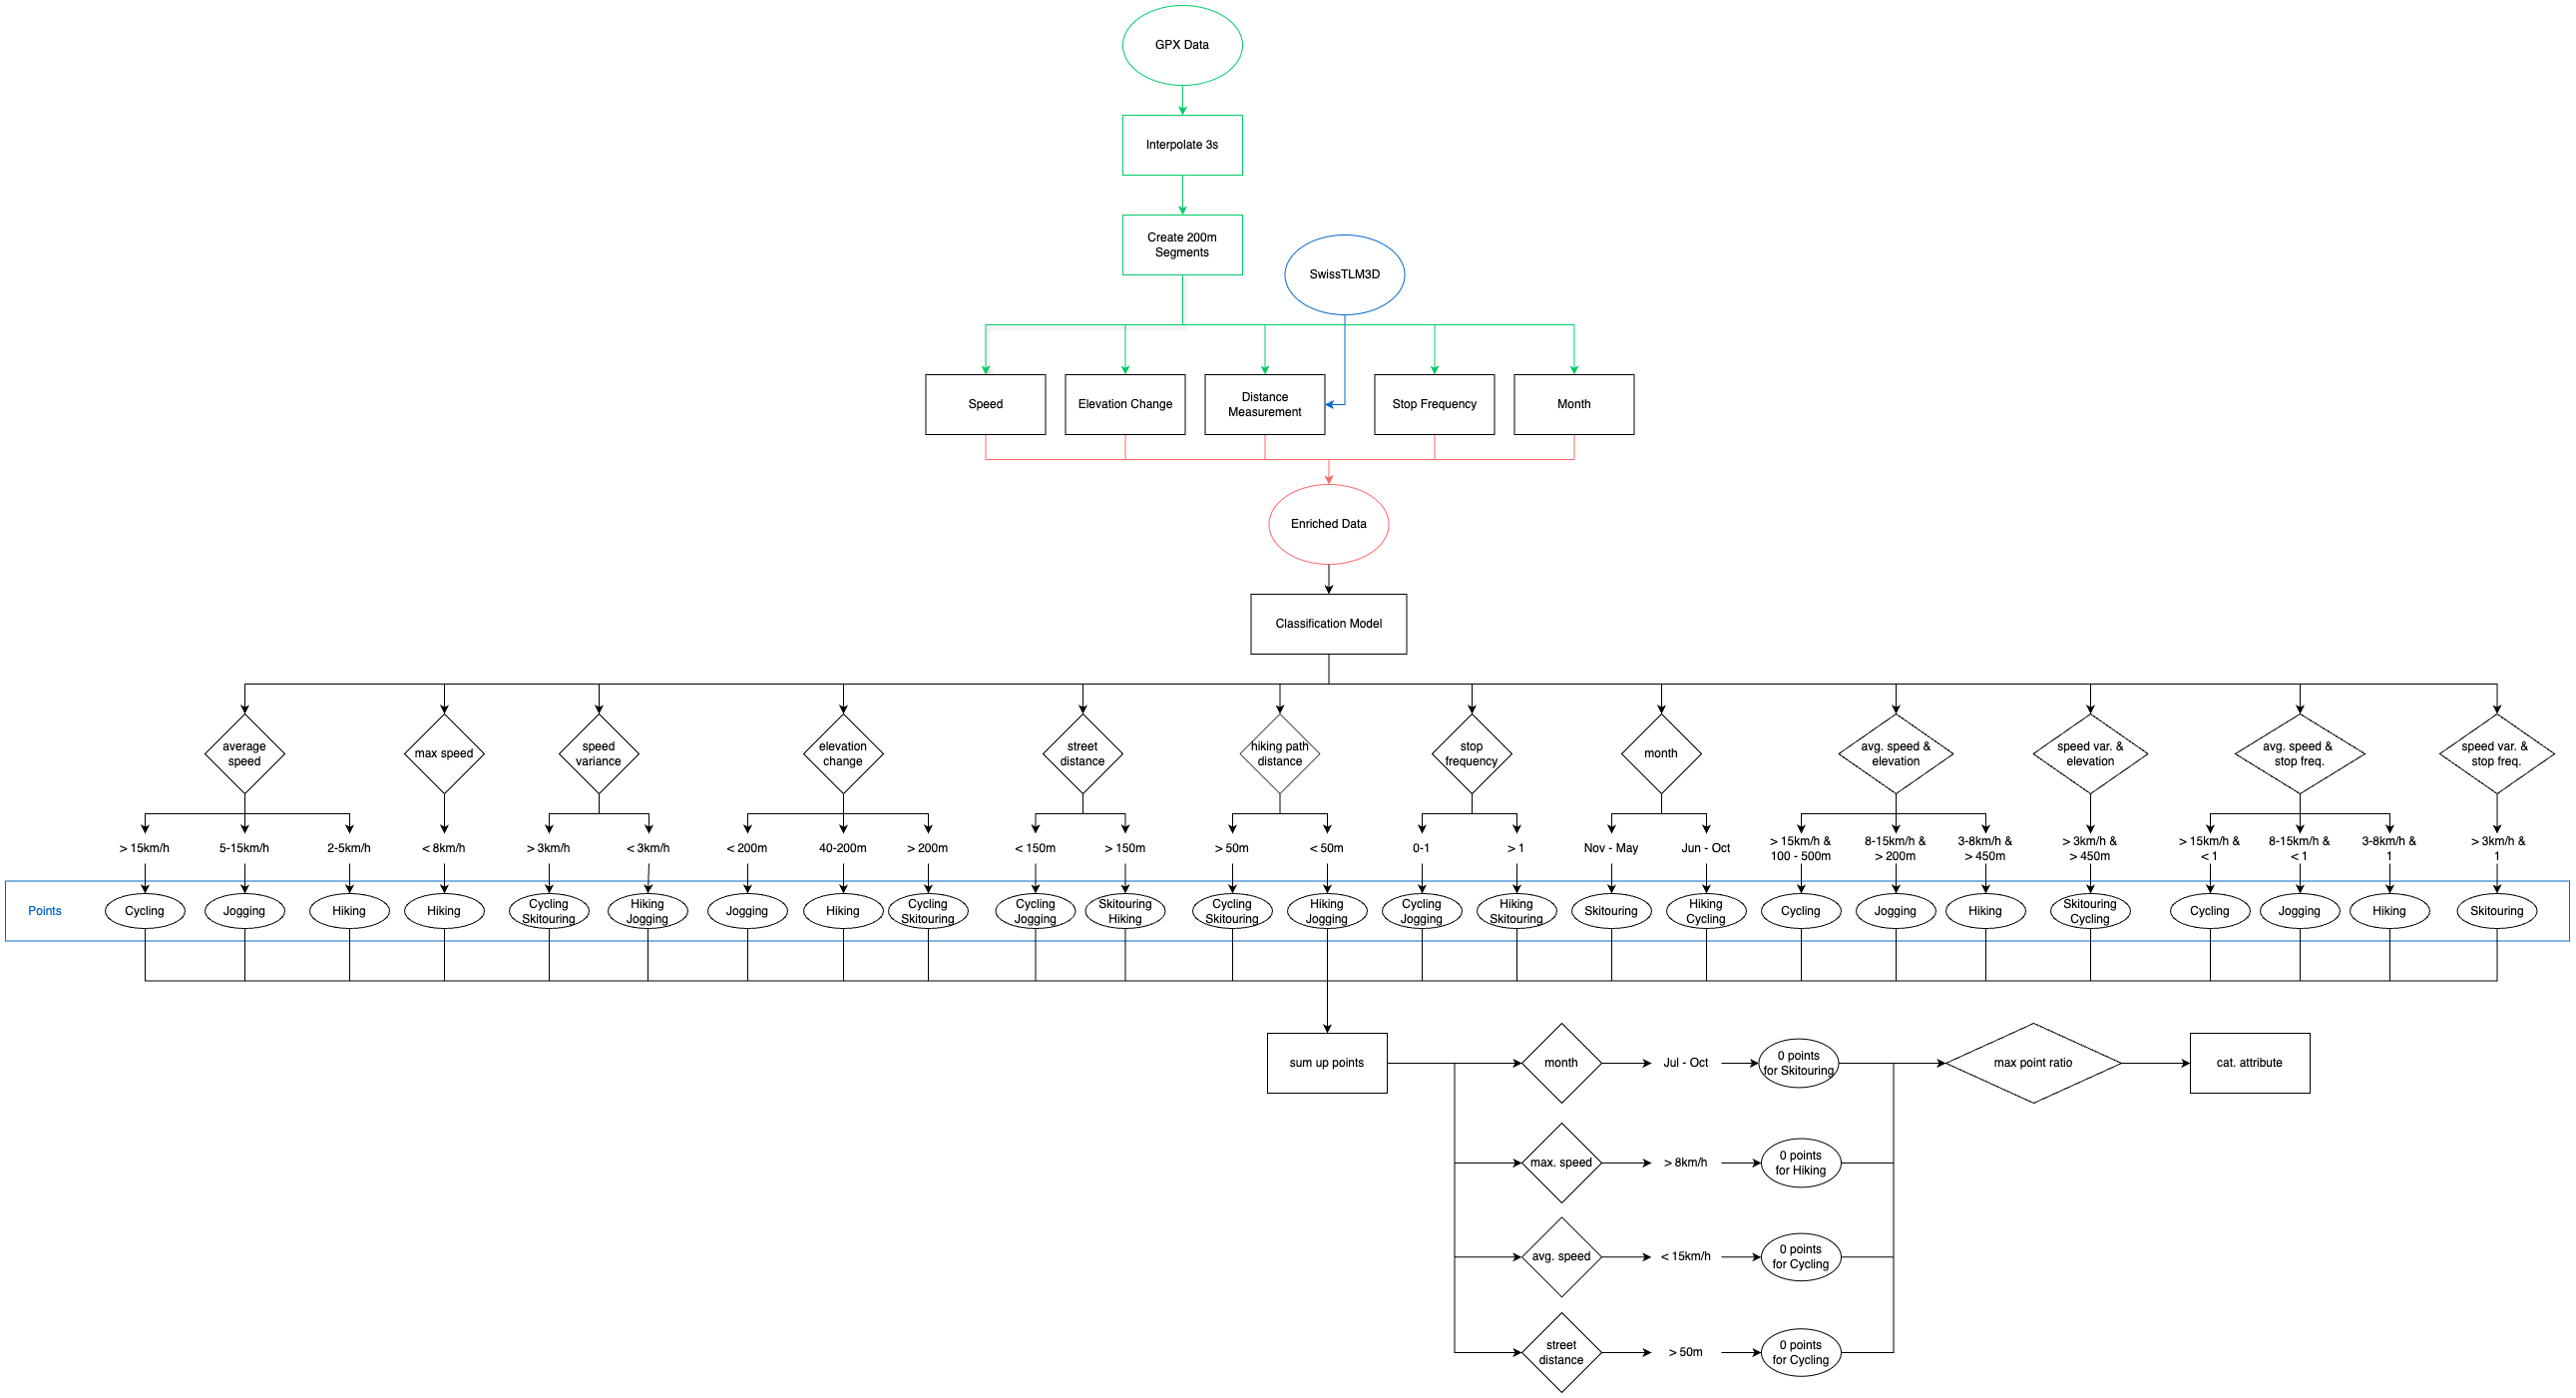 GPX Data
Interpolate 3s
Create 200m
Segments
SwissTLM3D
Speed
Elevation Change
Distance
Measurement
Stop Frequency
Month
Enriched Data
Classification Model
average
speed
max speed
speed
variance
elevation
change
street
distance
hiking path
distance
stop
frequency
month
avg. speed &
elevation
speed var. &
elevation
avg. speed &
stop freq.
speed var. &
stop freq.
> 15km/h
5-15km/h
2-5km/h
< 8km/h
> 3km/h
< 3km/h
< 200m
40-200m
> 200m
< 150m
> 150m
> 50m
< 50m
0-1
> 1
Nov - May
Jun - Oct
> 15km/h &
100 - 500m
8-15km/h &
> 200m
3-8km/h &
> 450m
> 3km/h &
> 450m
> 15km/h &
< 1
8-15km/h &
< 1
3-8km/h &
1
> 3km/h &
1
Points
Cycling
Jogging
Hiking
Hiking
Cycling
Skitouring
Hiking
Jogging
Jogging
Hiking
Cycling
Skitouring
Cycling
Jogging
Skitouring
Hiking
Cycling
Skitouring
Hiking
Jogging
Cycling
Jogging
Hiking
Skitouring
Skitouring
Hiking
Cycling
Cycling
Jogging
Hiking
Skitouring
Cycling
Cycling
Jogging
Hiking
Skitouring
sum up points
month
Jul - Oct
0 points
for Skitouring
max point ratio
cat. attribute
max. speed
> 8km/h
0 points
for Hiking
avg. speed
< 15km/h
0 points
for Cycling
street
distance
> 50m
0 points
for Cycling